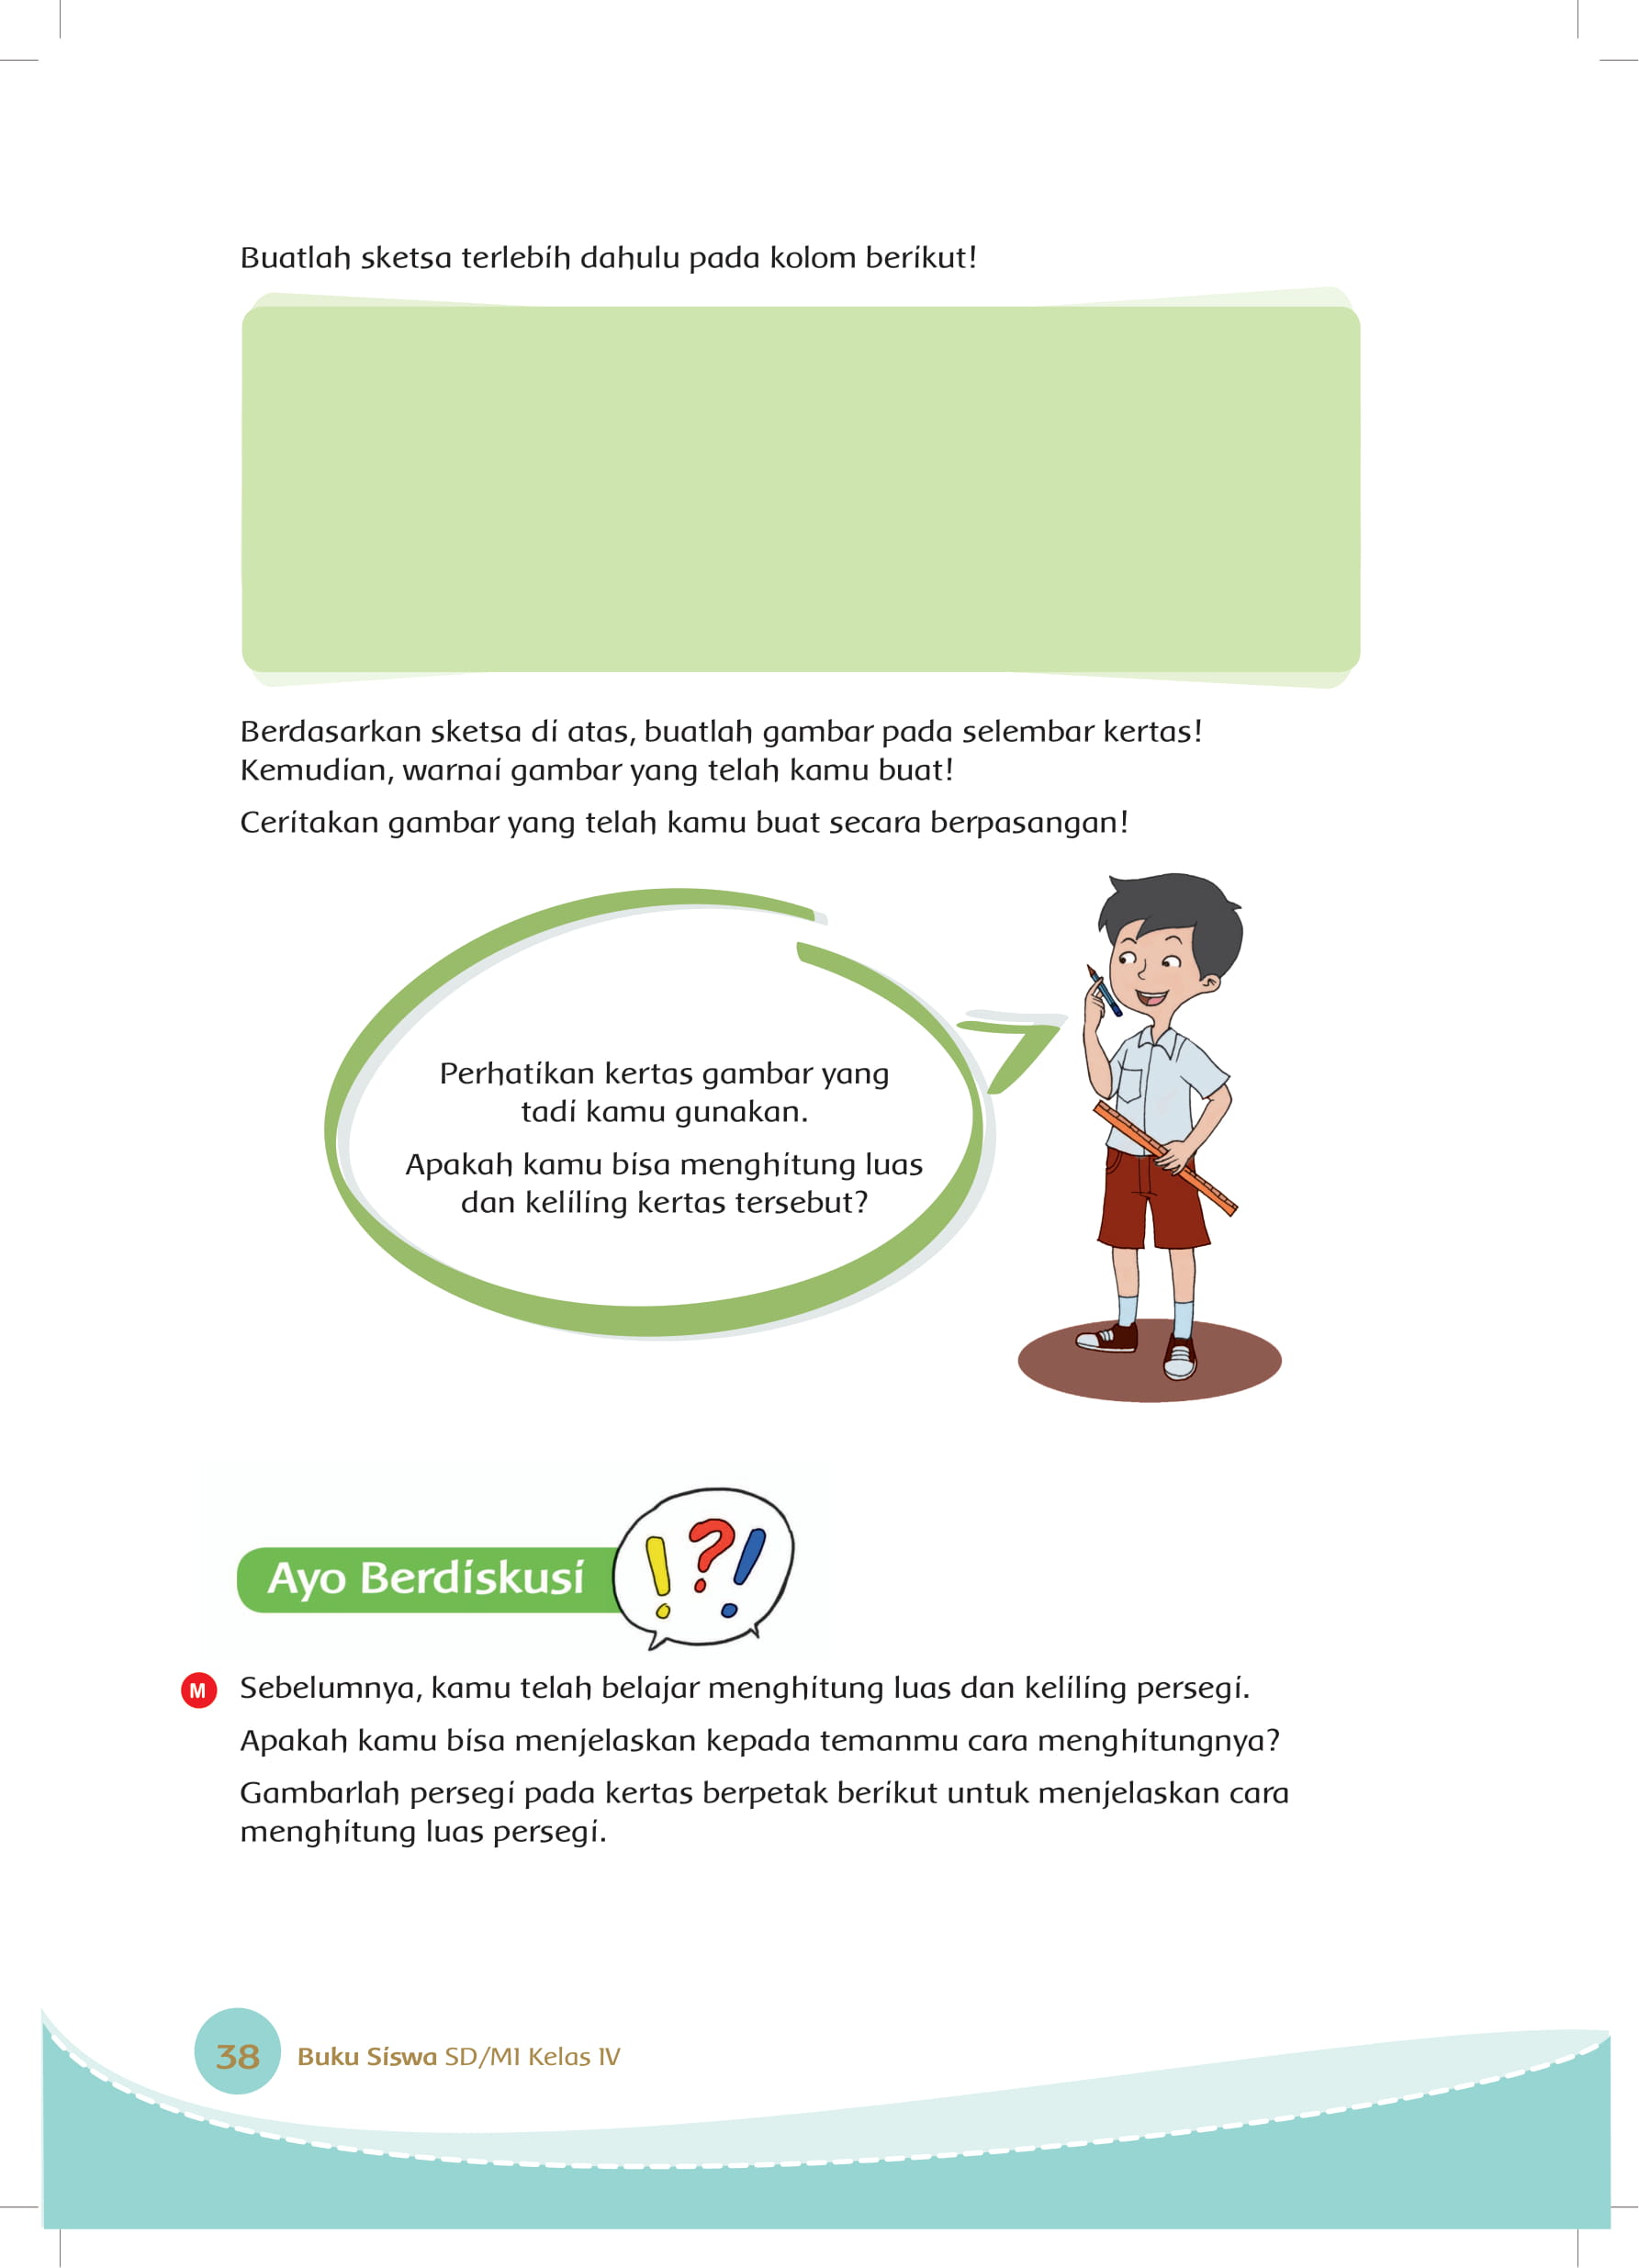 Buatlah sketsa terlebih dahulu pada kolom berikut!
Berdasarkan sketsa di atas, buatlah gambar pada selembar kertas!
Kemudian, warnai gambar yang telah kamu buat!
Ceritakan gambar yang telah kamu buat secara berpasangan!
Perhatikan kertas gambar yang
tadi kamu gunakan.
Apakah kamu bisa menghitung luas
dan keliling kertas tersebut?
Ayo Berdiskusi
!?!
M Sebelumnya, kamu telah belajar menghitung luas dan keliling persegi.
Apakah kamu bisa menjelaskan kepada temanmu cara menghitungnya?
Gambarlah persegi pada kertas berpetak berikut untuk menjelaskan cara
menghitung luas persegi.
38 Buku Siswa SD/MI Kelas IV